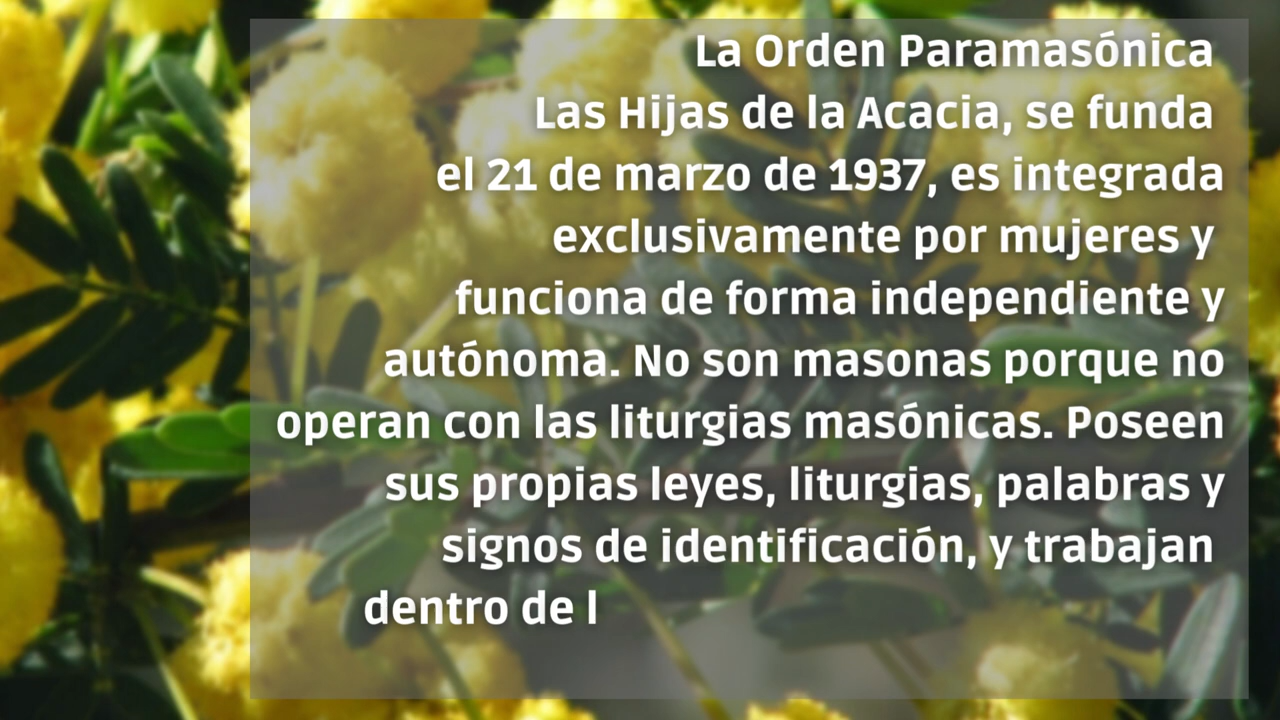 La Orden Paramasónica
Las Hijas de la Acacia, se funda
el 21 de marzo de 1937, es integrada
exclusivamente por mujeres y
funciona de forma independiente y
autónoma. No son masonas porque no
operan con las liturgias masónicas. Poseen
sus propias leyes, liturgias, palabras y
signos de identificación, y trabajan
dentro de l